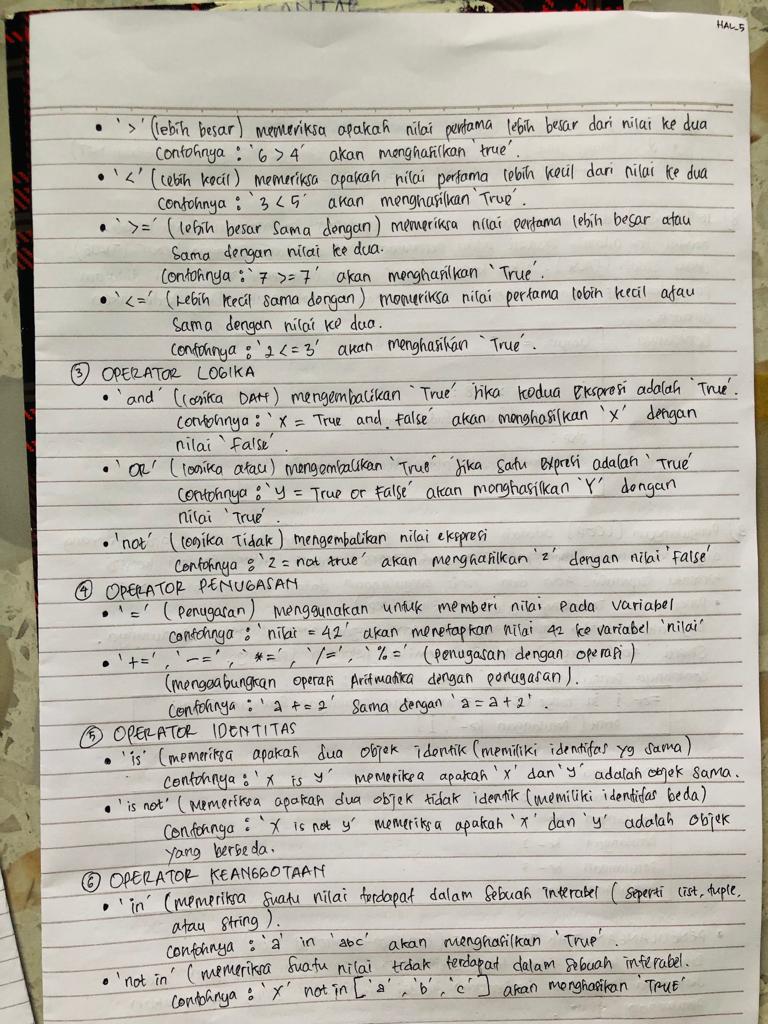 HAL_5
• '>' (lebih besar) memeriksa apakah nilai pertama lebih besar dari nilai ke dua
Contohnya : '6 > 4' akan menghasilkan 'true'.
• '<' (lebih kecil) memeriksa apakah nilai pertama lebih kecil dari nilai ke dua
Contohnya : '3 < 5' akan menghasilkan 'True'.
• '>=' (lebih besar sama dengan) memeriksa nilai pertama lebih besar atau
sama dengan nilai ke dua.
Contohnya : '7 >= 7' akan menghasilkan 'True'.
• '<=' (lebih kecil sama dengan) memeriksa nilai pertama lebih kecil atau
sama dengan nilai ke dua.
Contohnya : '2 <= 3' akan menghasilkan 'True'.
③ OPERATOR LOGIKA
• 'and' (logika DAN) mengembalikan 'True' jika kedua Ekspresi adalah 'True'.
contohnya : 'X = True and False' akan menghasilkan 'X' dengan
nilai 'False'.
• 'OR' (logika atau) mengembalikan 'True' jika satu expresi adalah 'True'
Contohnya : 'y = True or False' akan menghasilkan 'Y' dengan
nilai 'True'.
• 'not' (logika Tidak) mengembalikan nilai ekspresi
Contohnya : 'z = not true' akan menghasilkan 'z' dengan nilai 'False'
④ OPERATOR PENUGASAN
• '=' (penugasan) menggunakan untuk memberi nilai pada variabel
Contohnya : 'nilai = 42' akan menetapkan nilai 42 ke variabel 'nilai'
• '+=', '-=', '*=', '/=', '%=' (penugasan dengan operasi)
(menggabungkan operasi Aritmatika dengan penugasan).
Contohnya : 'a += 2' sama dengan 'a = a + 2'.
⑤ OPERATOR IDENTITAS
• 'is' (memeriksa apakah dua objek identik (memiliki identitas yg sama)
Contohnya : 'x is y' memeriksa apakah 'x' dan 'y' adalah objek sama.
• 'is not' (memeriksa apakah dua objek tidak identik (memiliki identitas beda)
Contohnya : 'x is not y' memeriksa apakah 'x' dan 'y' adalah objek
yang berbeda.
⑥ OPERATOR KEANGGOTAAN
• 'in' (memeriksa suatu nilai terdapat dalam sebuah interabel (seperti list, tuple,
atau string).
Contohnya : 'a' in 'abc' akan menghasilkan 'True'.
• 'not in' (memeriksa suatu nilai tidak terdapat dalam sebuah interabel.
Contohnya : 'X' not in ['a', 'b', 'c'] akan menghasilkan 'TRUE'